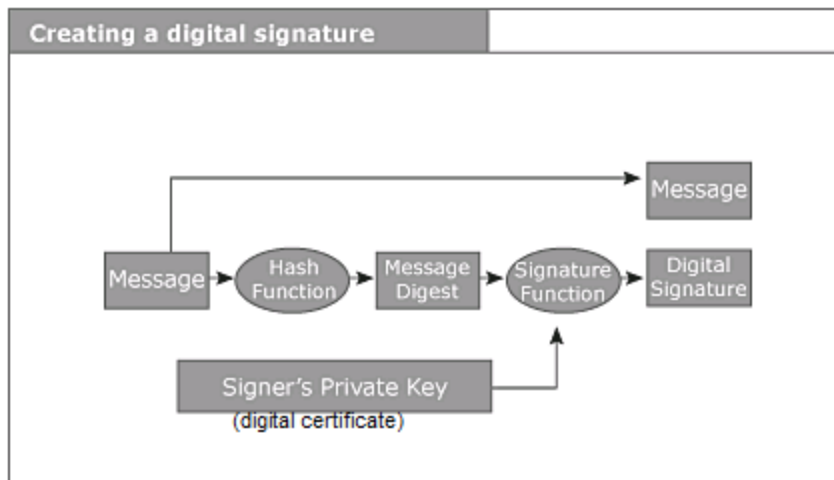 Creating a digital signature
Message
Message
Hash
Function
Message
Digest
Signature
Function
Digital
Signature
Signer's Private Key
(digital certificate)